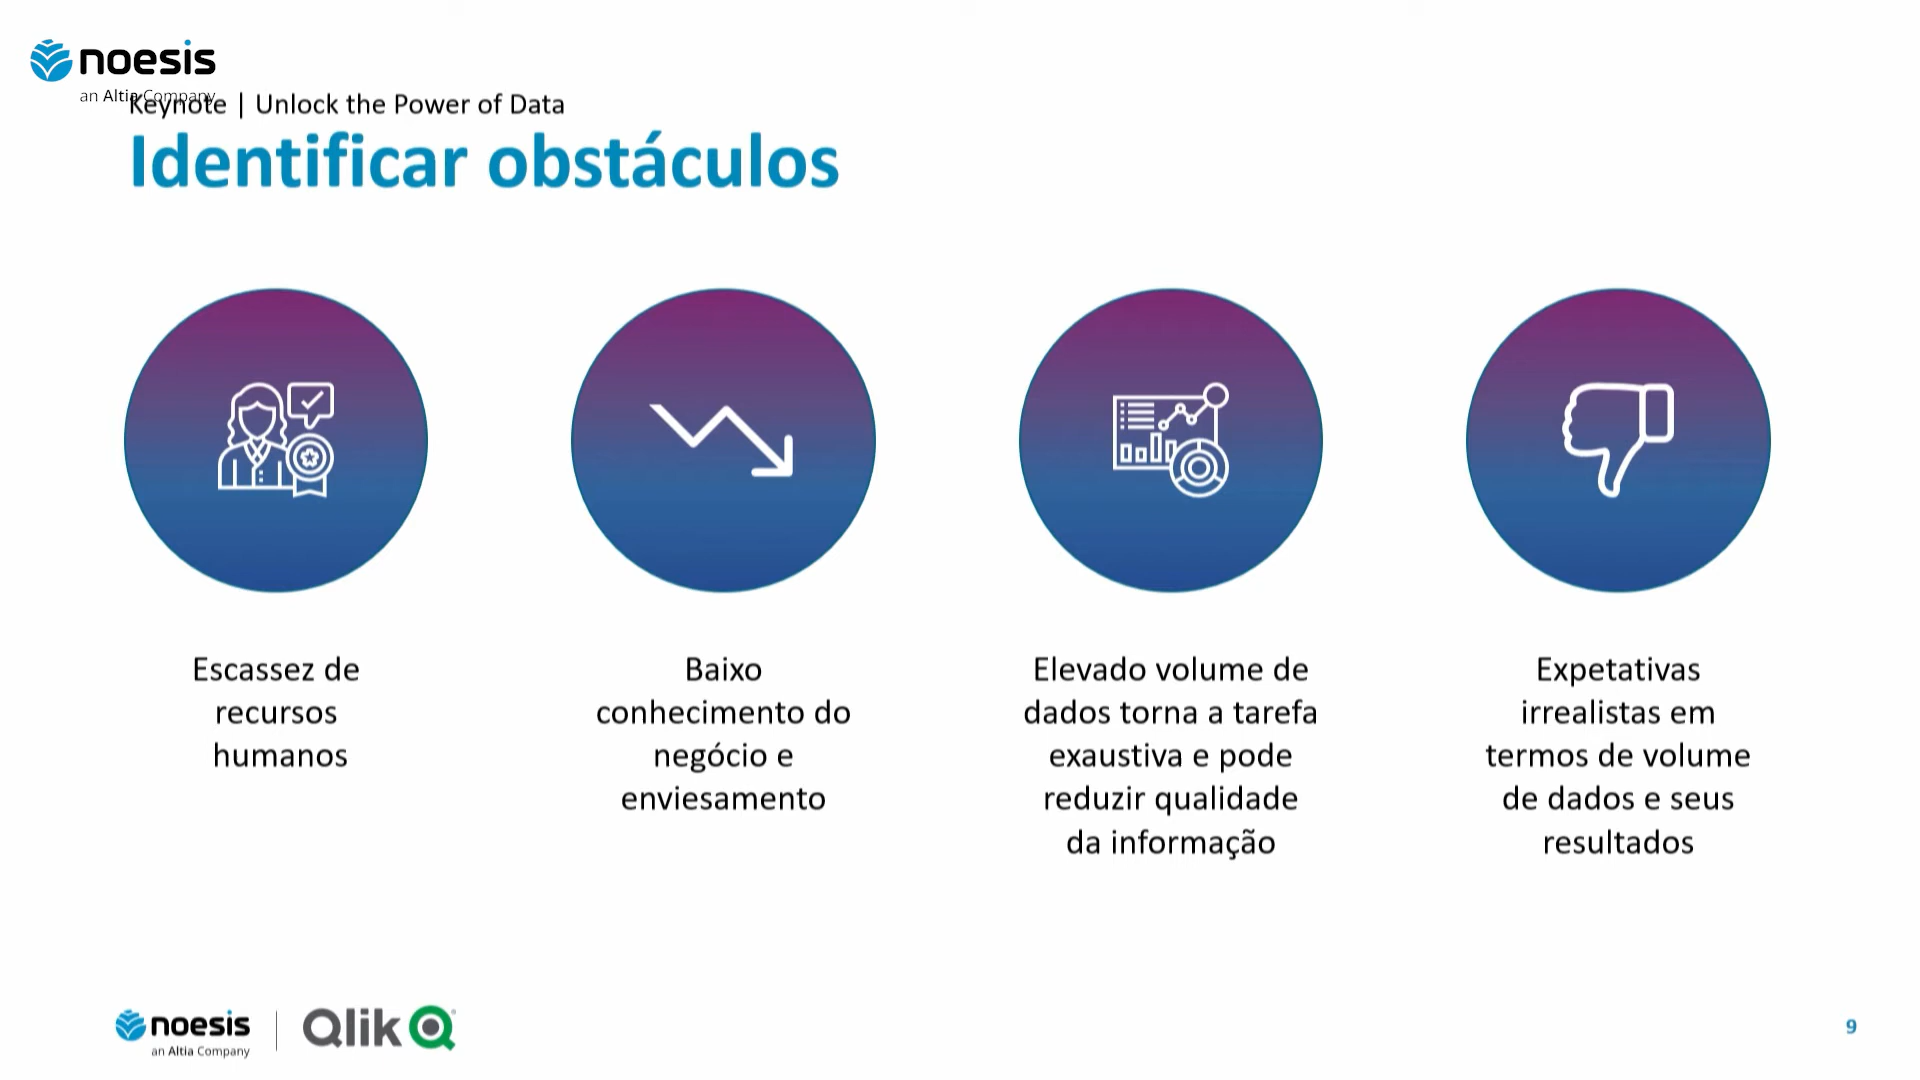 noesis
an Altia Company
Keynote | Unlock the Power of Data
Identificar obstáculos
Escassez de
recursos
humanos
Baixo
conhecimento do
negócio e
enviesamento
Elevado volume de
dados torna a tarefa
exaustiva e pode
reduzir qualidade
da informação
Expetativas
irrealistas em
termos de volume
de dados e seus
resultados
noesis
an Altia Company
Qlik
9